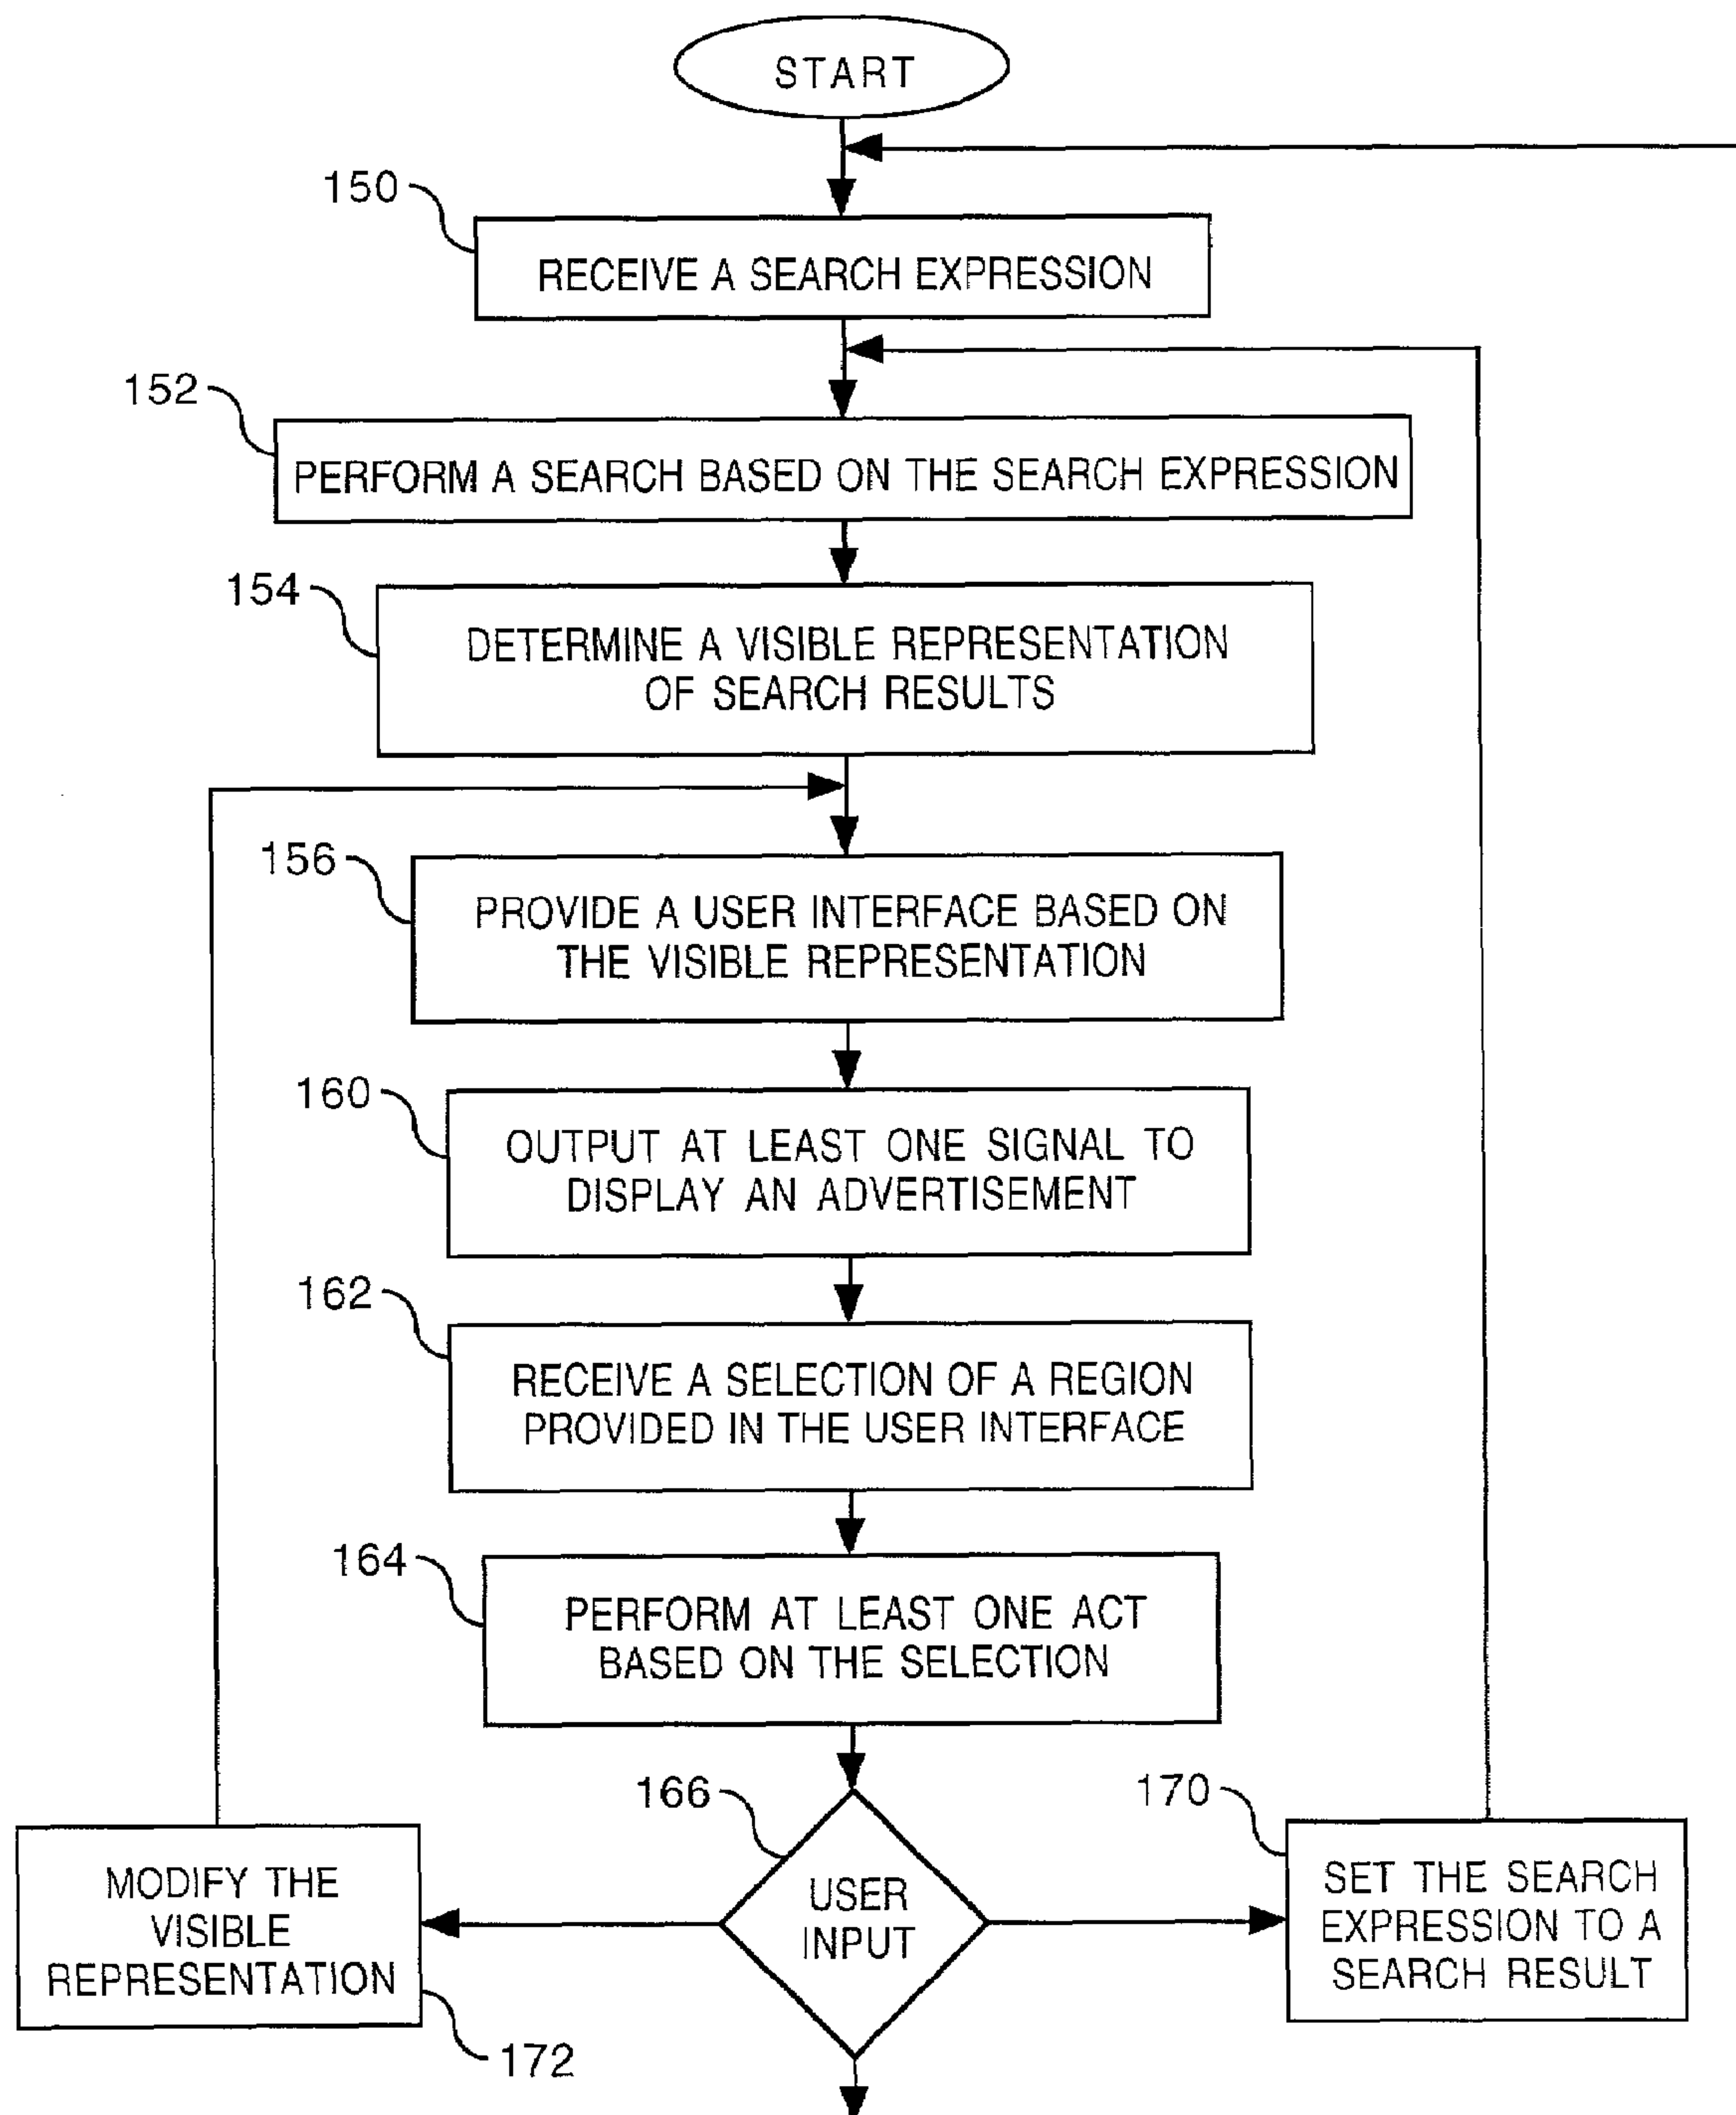 START
150
RECEIVE A SEARCH EXPRESSION
152
PERFORM A SEARCH BASED ON THE SEARCH EXPRESSION
154
DETERMINE A VISIBLE REPRESENTATION
OF SEARCH RESULTS
156
PROVIDE A USER INTERFACE BASED ON
THE VISIBLE REPRESENTATION
160
OUTPUT AT LEAST ONE SIGNAL TO
DISPLAY AN ADVERTISEMENT
162
RECEIVE A SELECTION OF A REGION
PROVIDED IN THE USER INTERFACE
164
PERFORM AT LEAST ONE ACT
BASED ON THE SELECTION
166
USER
INPUT
170
SET THE SEARCH
EXPRESSION TO A
SEARCH RESULT
MODIFY THE
VISIBLE
REPRESENTATION
172